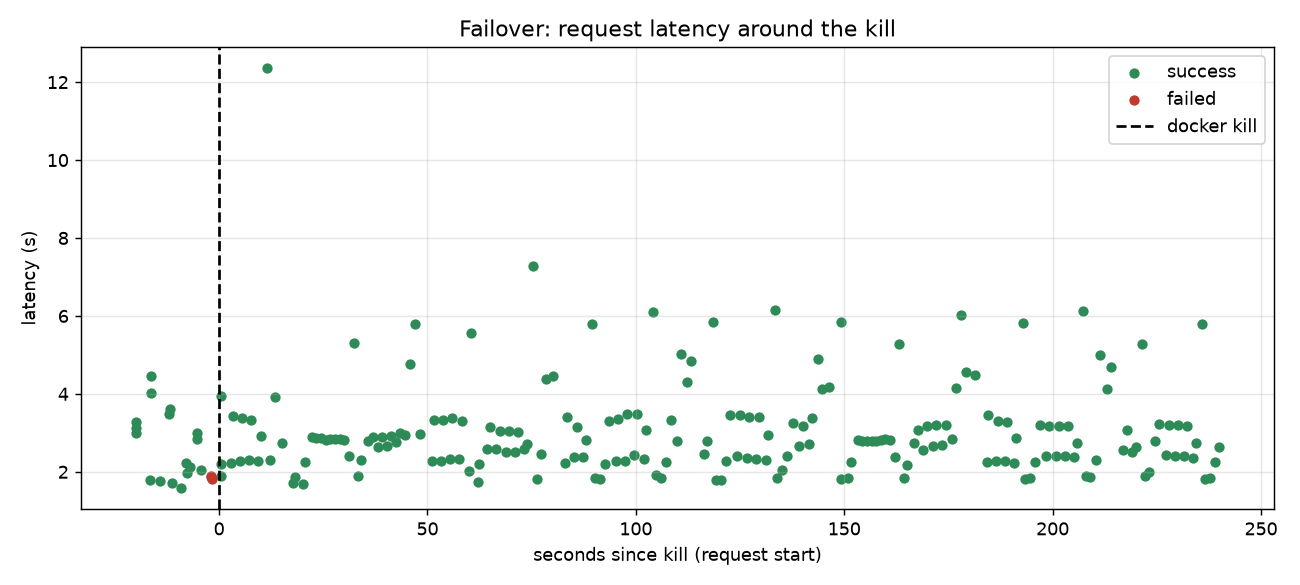 Failover: request latency around the kill
success
failed
docker kill
12
10
8
6
4
2
latency (s)
0
50
100
150
200
250
seconds since kill (request start)